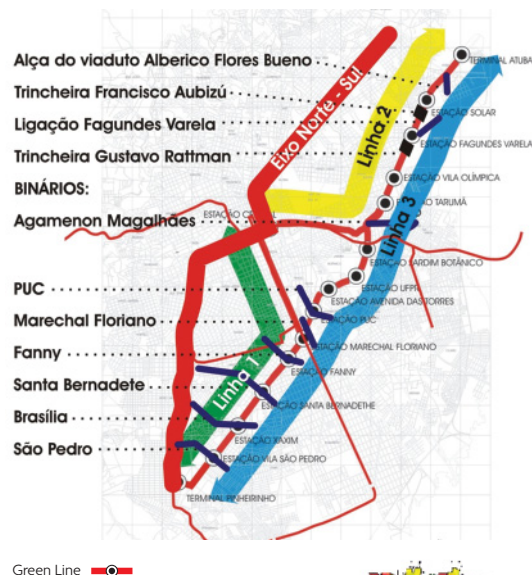 Alça do viaduto Alberico Flores Bueno
Trincheira Francisco Aubizú
Ligação Fagundes Varela
Trincheira Gustavo Rattman
BINÁRIOS:
Agamenon Magalhães
PUC
Marechal Floriano
Fanny
Santa Bernadete
Brasília
São Pedro
Eixo Norte - Sul
Linha 2
Linha 3
Linha 1
TERMINAL ATUBA
ESTAÇÃO SOLAR
ESTAÇÃO FAGUNDES VARELA
ESTAÇÃO VILA OLÍMPICA
TARUMÃ
ESTAÇÃO
ESTAÇÃO JARDIM BOTÂNICO
ESTAÇÃO UFPR
ESTAÇÃO AVENIDA DAS TORRES
ESTAÇÃO PUC
ESTAÇÃO MARECHAL FLORIANO
ESTAÇÃO FANNY
ESTAÇÃO SANTA BERNADETHE
ESTAÇÃO XAXIM
ESTAÇÃO VILA SÃO PEDRO
TERMINAL PINHEIRINHO
Green Line